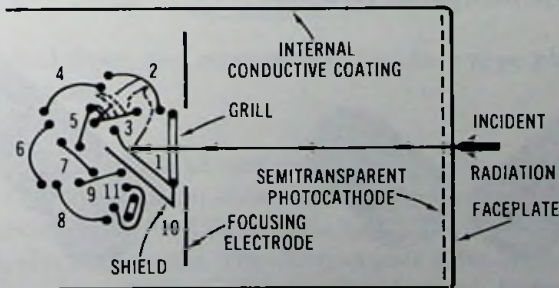 INTERNAL
CONDUCTIVE COATING
4
2
GRILL
5
3
INCIDENT
6
7
1
RADIATION
SEMITRANSPARENT
PHOTOCATHODE
FACEPLATE
9
11
8
10
FOCUSING
ELECTRODE
SHIELD